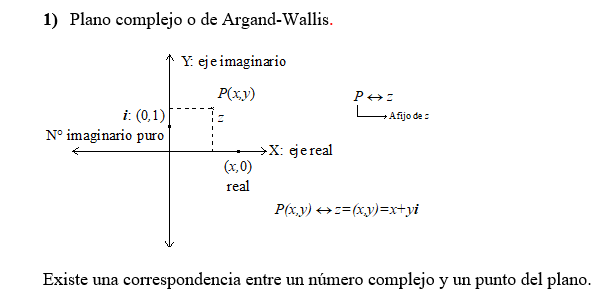 1) Plano complejo o de Argand-Wallis.
Y: eje imaginario
P(x,y)
P ↔ z
i: (0,1)
z
Afijo de z
Nº imaginario puro
X: eje real
(x,0)
real
P(x,y) ↔ z=(x,y)=x+yi
Existe una correspondencia entre un número complejo y un punto del plano.